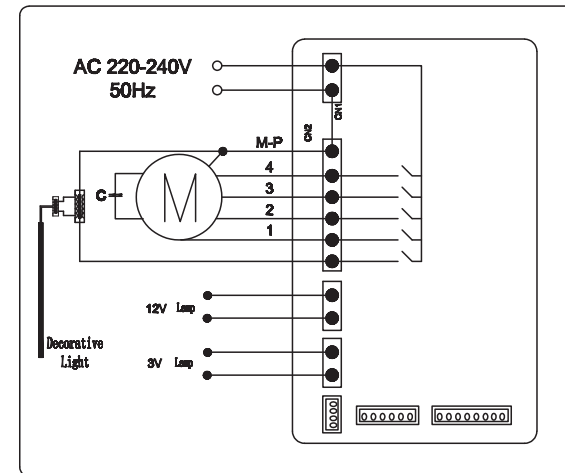 AC 220-240V
50Hz
CN1
CN2
M-P
4
3
2
1
C
M
12V Lamp
3V Lamp
Decorative
Light